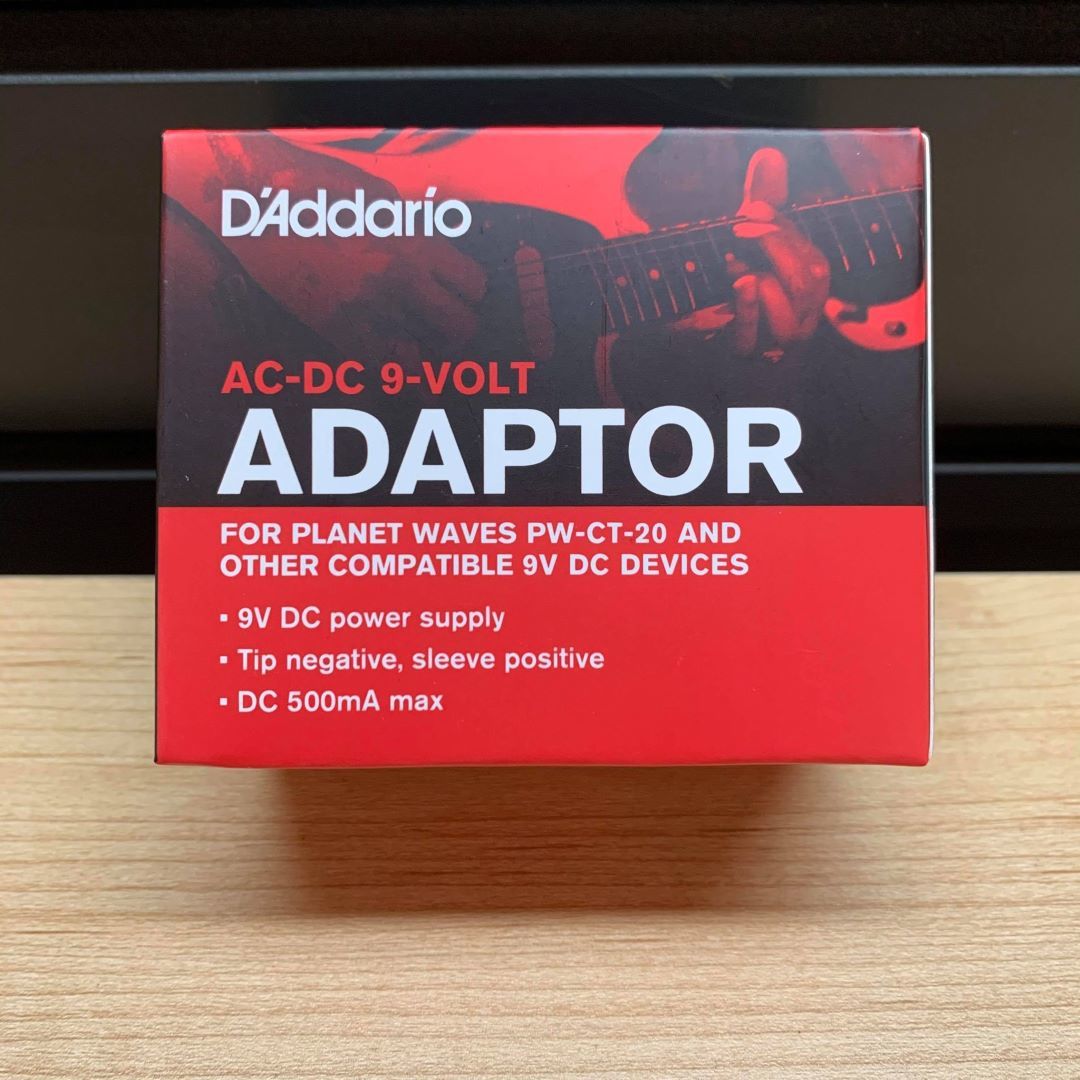 D'Addario
AC-DC 9-VOLT
ADAPTOR
FOR PLANET WAVES PW-CT-20 AND
OTHER COMPATIBLE 9V DC DEVICES
▪ 9V DC power supply
▪ Tip negative, sleeve positive
▪ DC 500mA max